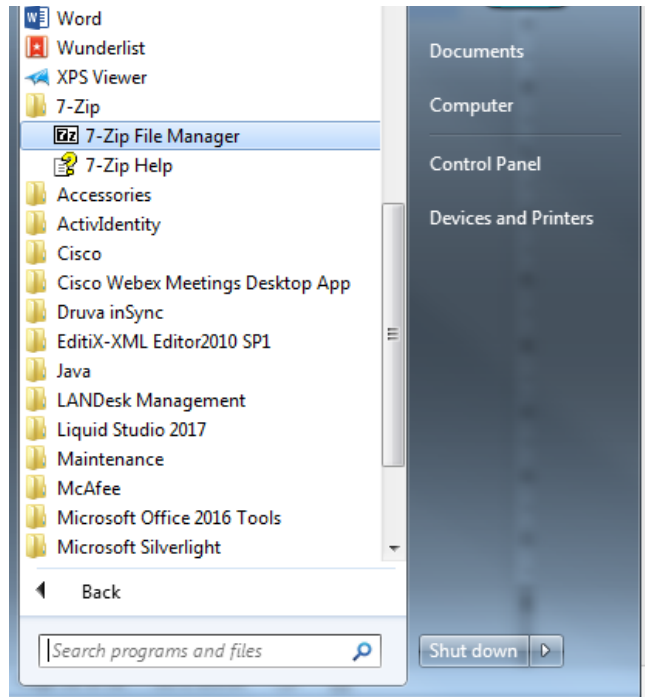 Word
Wunderlist
XPS Viewer
7-Zip
7z 7-Zip File Manager
7-Zip Help
Accessories
ActivIdentity
Cisco
Cisco Webex Meetings Desktop App
Druva inSync
EditiX-XML Editor2010 SP1
Java
LANDesk Management
Liquid Studio 2017
Maintenance
McAfee
Microsoft Office 2016 Tools
Microsoft Silverlight
Back
Search programs and files
Documents
Computer
Control Panel
Devices and Printers
Shut down